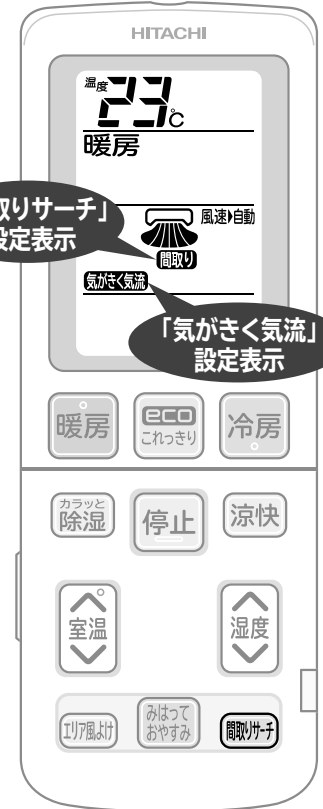 HITACHI
温度23℃
暖房
風速▶自動
取りサーチ」
設定表示
間取り
気がきく気流
「気がきく気流」
設定表示
暖房
eco
これっきり
冷房
カラッと
除湿
停止
涼快
室温
湿度
エリア風よけ
みはって
おやすみ
間取りサーチ